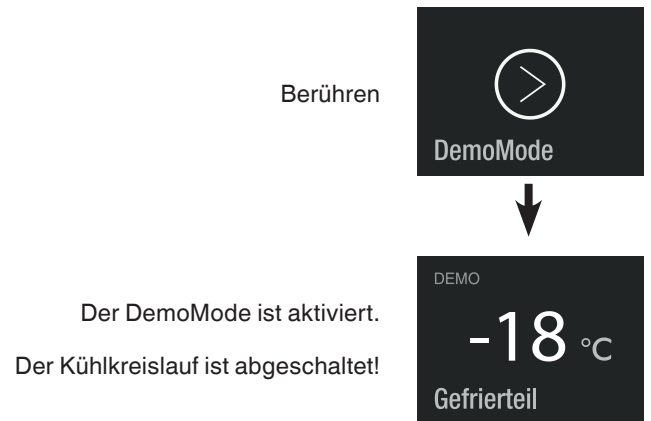 Berühren
DemoMode
DEMO
Der DemoMode ist aktiviert.
-18 °C
Der Kühlkreislauf ist abgeschaltet!
Gefrierteil